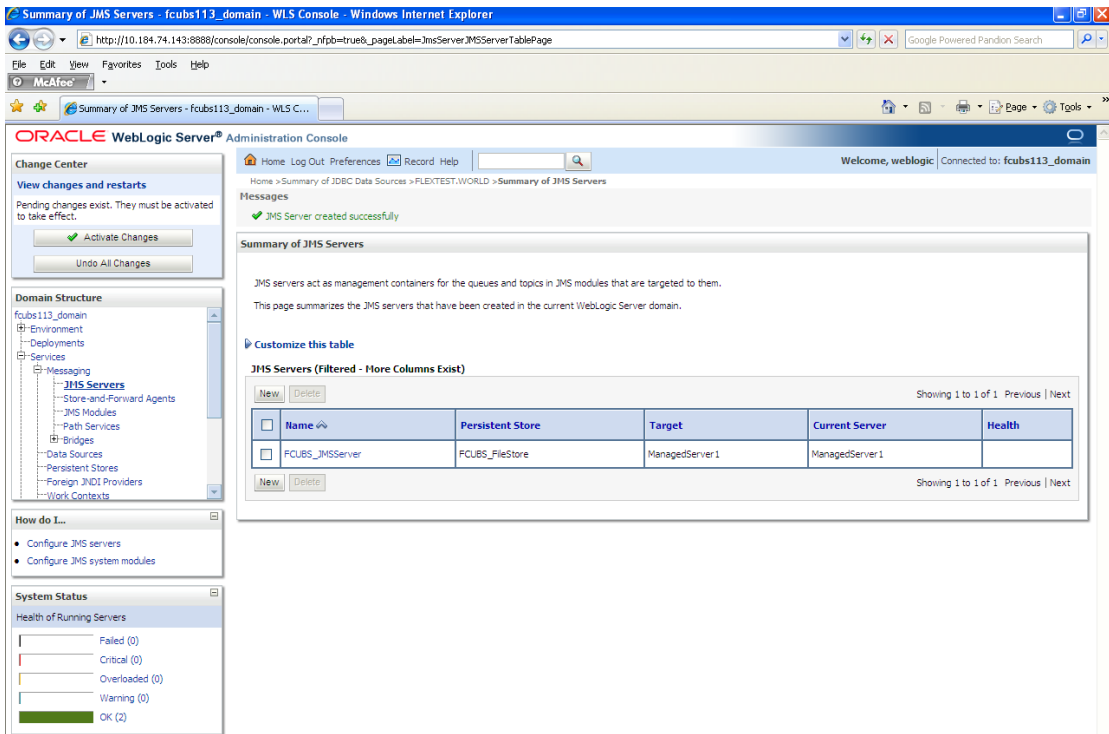 Summary of JMS Servers - fcubs113_domain - WLS Console - Windows Internet Explorer
http://10.184.74.143:8888/console/console.portal?_nfpb=true&_pageLabel=JmsServerJMSServerTablePage
Google Powered Pandion Search
File Edit View Favorites Tools Help
McAfee
Summary of JMS Servers - fcubs113_domain - WLS C...
Page Tools
ORACLE WebLogic Server® Administration Console
Change Center
View changes and restarts
Pending changes exist. They must be activated
to take effect.
Activate Changes
Undo All Changes
Domain Structure
fcubs113_domain
Environment
Deployments
Services
Messaging
JMS Servers
Store-and-Forward Agents
JMS Modules
Path Services
Bridges
Data Sources
Persistent Stores
Foreign JNDI Providers
Work Contexts
How do I...
Configure JMS servers
Configure JMS system modules
System Status
Health of Running Servers
Failed (0)
Critical (0)
Overloaded (0)
Warning (0)
OK (2)
Home Log Out Preferences Record Help
Welcome, weblogic Connected to: fcubs113_domain
Home >Summary of JDBC Data Sources >FLEXTEST.WORLD >Summary of JMS Servers
Messages
JMS Server created successfully
Summary of JMS Servers
JMS servers act as management containers for the queues and topics in JMS modules that are targeted to them.
This page summarizes the JMS servers that have been created in the current WebLogic Server domain.
Customize this table
JMS Servers (Filtered - More Columns Exist)
New Delete Showing 1 to 1 of 1 Previous | Next
Name Persistent Store Target Current Server Health
FCUBS_JMSServer FCUBS_FileStore ManagedServer1 ManagedServer1
New Delete Showing 1 to 1 of 1 Previous | Next